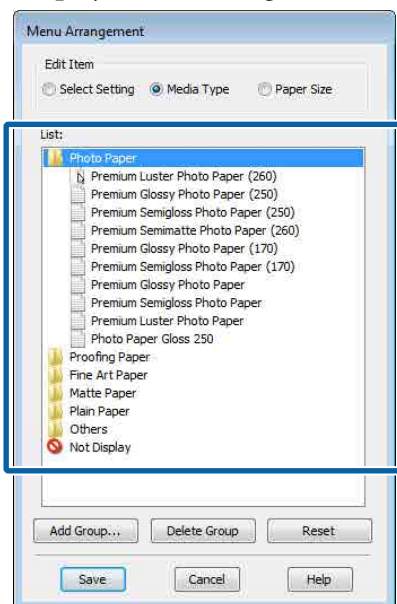 Menu Arrangement
Edit Item
Select Setting Media Type Paper Size
List:
Photo Paper
Premium Luster Photo Paper (260)
Premium Glossy Photo Paper (250)
Premium Semigloss Photo Paper (250)
Premium Semimatte Photo Paper (260)
Premium Glossy Photo Paper (170)
Premium Semigloss Photo Paper (170)
Premium Glossy Photo Paper
Premium Semigloss Photo Paper
Premium Luster Photo Paper
Photo Paper Gloss 250
Proofing Paper
Fine Art Paper
Matte Paper
Plain Paper
Others
Not Display
Add Group... Delete Group Reset
Save Cancel Help